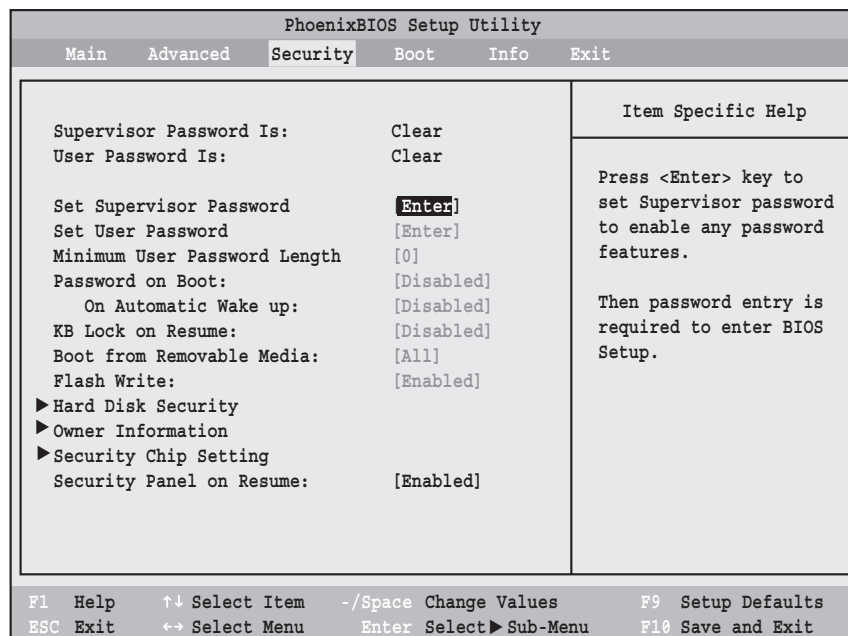 PhoenixBIOS Setup Utility
Main Advanced Security Boot Info Exit
Item Specific Help
Supervisor Password Is: Clear
User Password Is: Clear
Set Supervisor Password [Enter]
Set User Password [Enter]
Minimum User Password Length [0]
Password on Boot: [Disabled]
On Automatic Wake up: [Disabled]
KB Lock on Resume: [Disabled]
Boot from Removable Media: [All]
Flash Write: [Enabled]
▶Hard Disk Security
▶Owner Information
▶Security Chip Setting
Security Panel on Resume: [Enabled]
Press <Enter> key to
set Supervisor password
to enable any password
features.
Then password entry is
required to enter BIOS
Setup.
F1 Help ↑↓ Select Item -/Space Change Values F9 Setup Defaults
ESC Exit ←→ Select Menu Enter Select▶Sub-Menu F10 Save and Exit